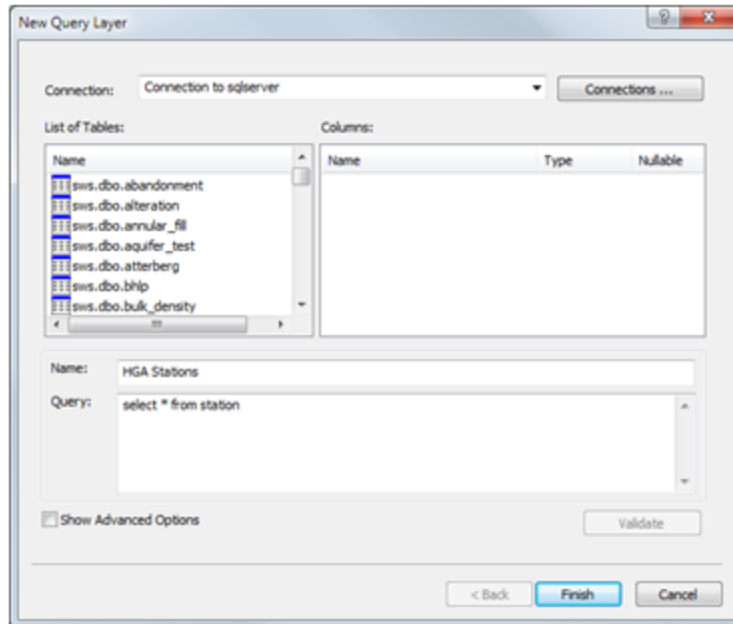 New Query Layer
Connection: Connection to sqlserver Connections ...
List of Tables: Columns:
Name Name Type Nullable
sws.dbo.abandonment
sws.dbo.alteration
sws.dbo.annular_fill
sws.dbo.aquifer_test
sws.dbo.atterberg
sws.dbo.bhlp
sws.dbo.bulk_density
Name: HGA Stations
Query: select * from station
Show Advanced Options Validate
< Back Finish Cancel